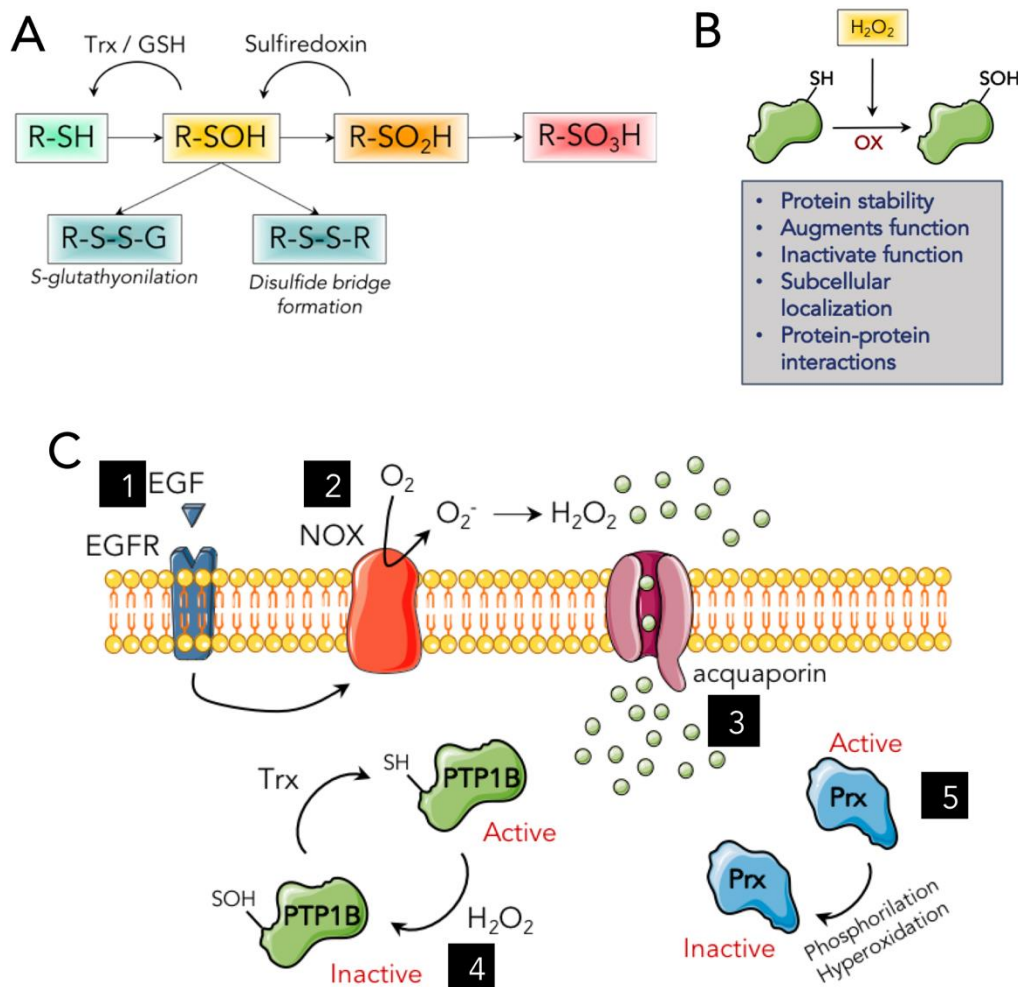 A
Trx / GSH
Sulfiredoxin
R-SH
R-SOH
R-SO₂H
R-SO₃H
R-S-S-G
R-S-S-R
S-glutathyonilation
Disulfide bridge
formation
B
H₂O₂
SH
SOH
OX
• Protein stability
• Augments function
• Inactivate function
• Subcellular
localization
• Protein-protein
interactions
C
1 EGF
EGFR
2
NOX
O₂
O₂⁻
H₂O₂
acquaporin
3
Trx
SH
PTP1B
Active
SOH
PTP1B
Inactive
H₂O₂
4
Active
Prx
5
Prx
Inactive
Phosphorilation
Hyperoxidation